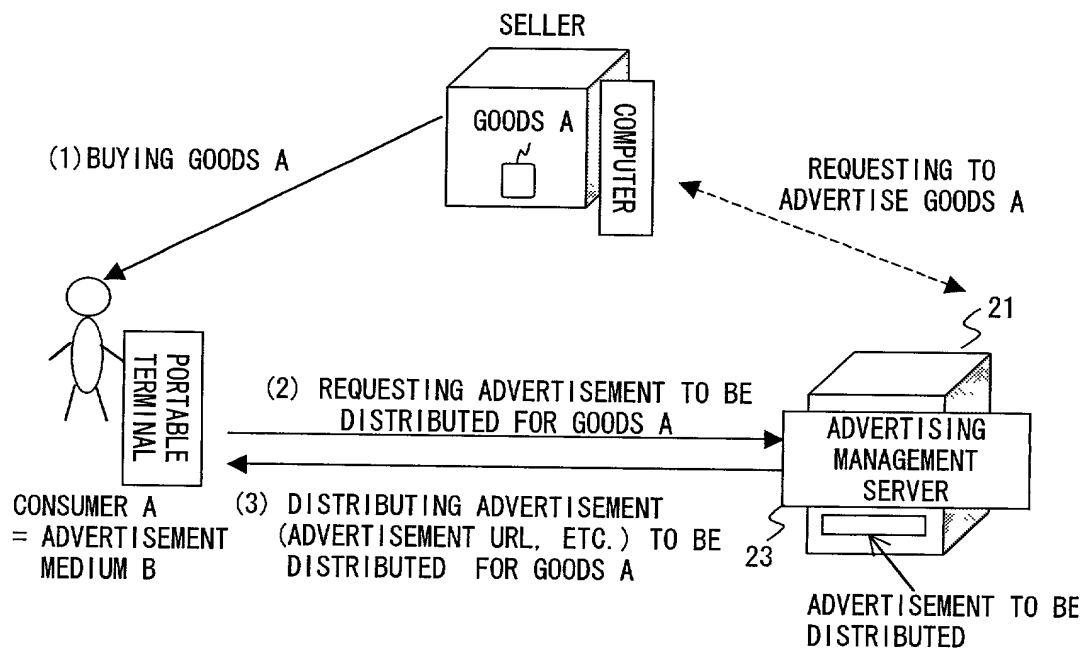 SELLER
GOODS A
COMPUTER
(1)BUYING GOODS A
REQUESTING TO
ADVERTISE GOODS A
21
PORTABLE
TERMINAL
(2) REQUESTING ADVERTISEMENT TO BE
DISTRIBUTED FOR GOODS A
ADVERTISING
MANAGEMENT
SERVER
CONSUMER A
= ADVERTISEMENT
MEDIUM B
(3) DISTRIBUTING ADVERTISEMENT
(ADVERTISEMENT URL, ETC.) TO BE
DISTRIBUTED FOR GOODS A
23
ADVERTISEMENT TO BE
DISTRIBUTED